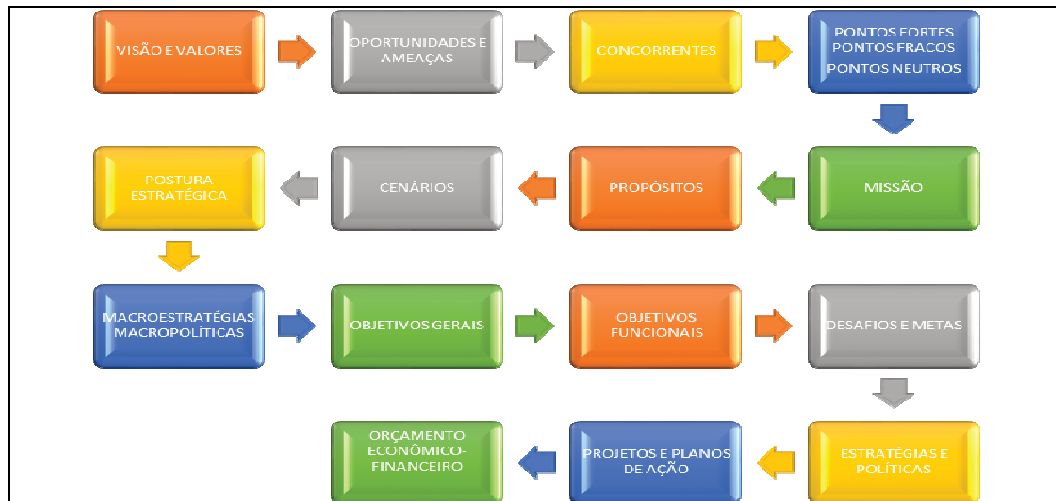 VISÃO E VALORES
OPORTUNIDADES E
AMEAÇAS
CONCORRENTES
PONTOS FORTES
PONTOS FRACOS
PONTOS NEUTROS
MISSÃO
PROPÓSITOS
CENÁRIOS
POSTURA
ESTRATÉGICA
MACROESTRATÉGIAS
MACROPOLÍTICAS
OBJETIVOS GERAIS
OBJETIVOS
FUNCIONAIS
DESAFIOS E METAS
ESTRATÉGIAS E
POLÍTICAS
PROJETOS E PLANOS
DE AÇÃO
ORÇAMENTO
ECONÔMICO-
FINANCEIRO